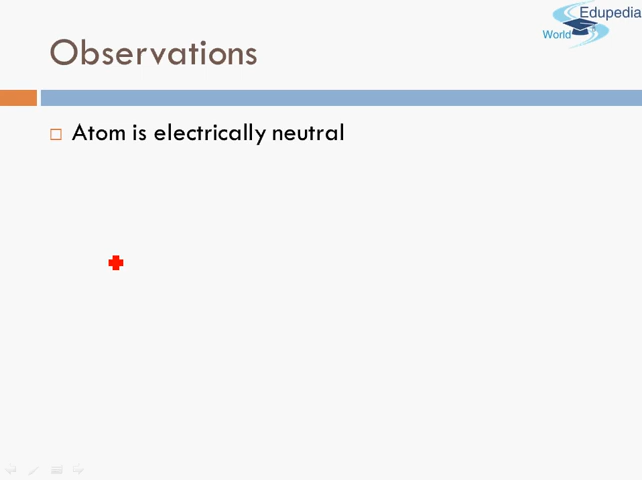 Edupedia
World
Observations
Atom is electrically neutral